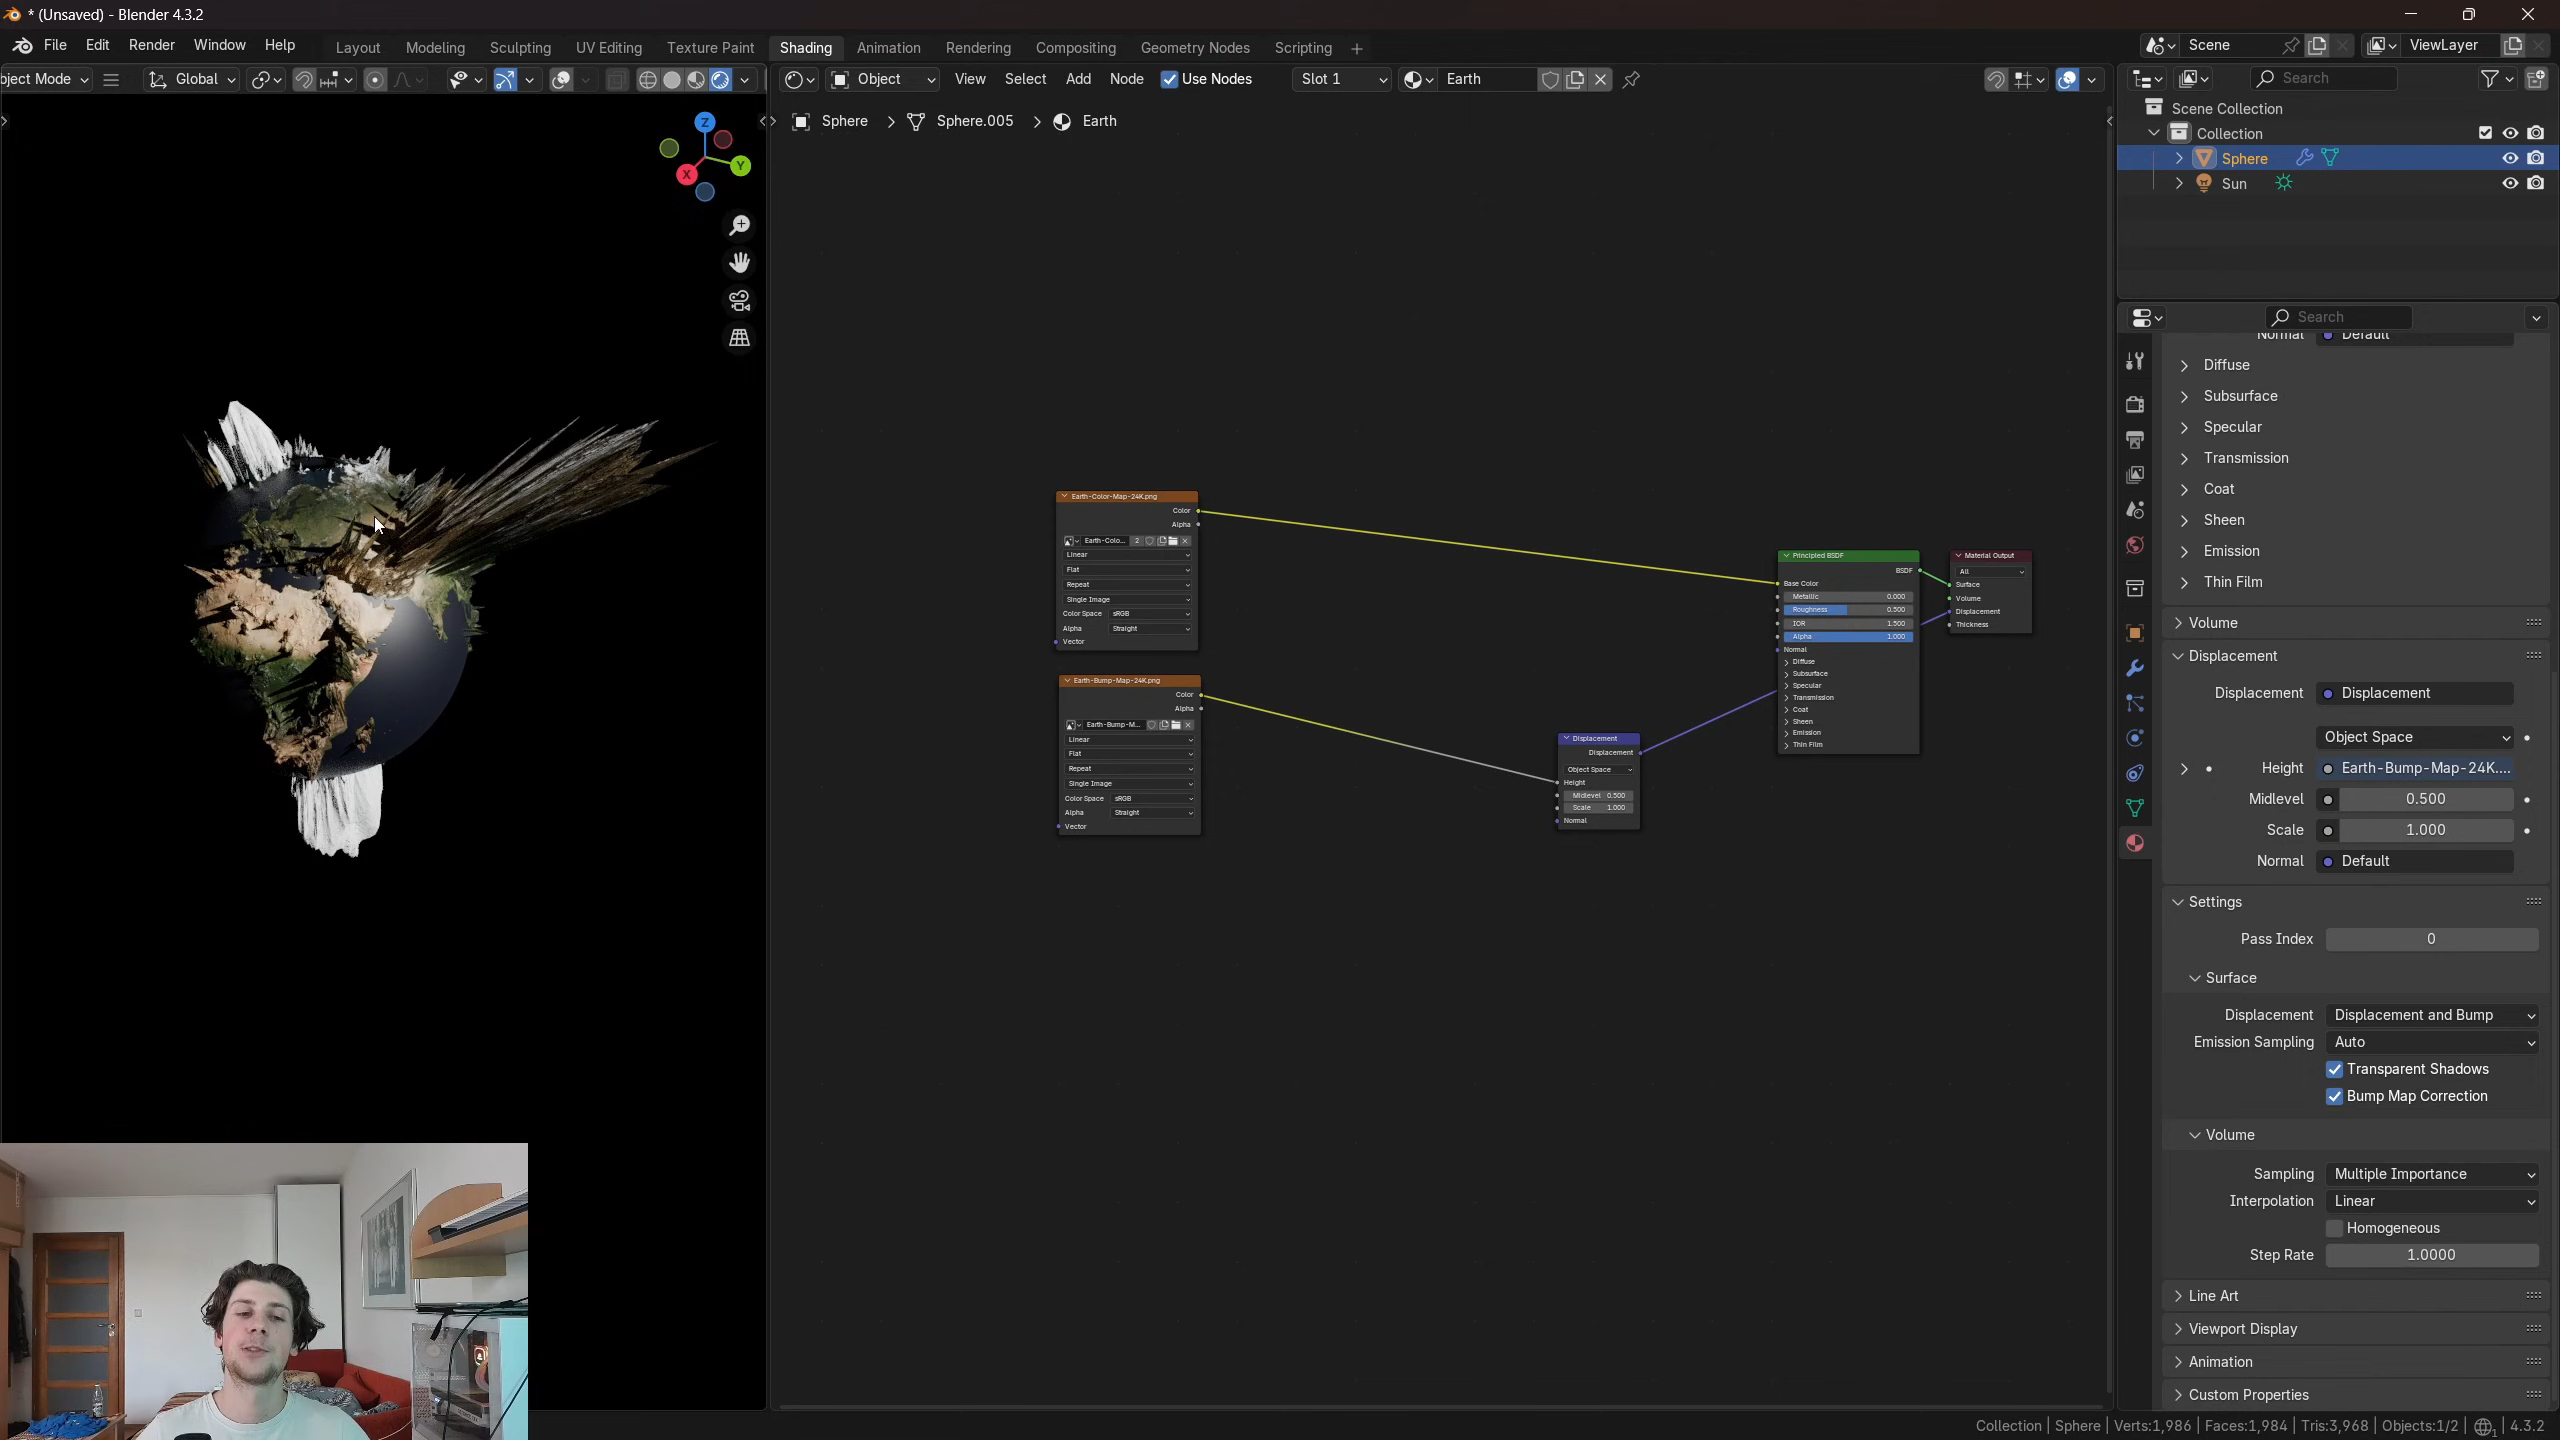 * (Unsaved) - Blender 4.3.2
File Edit Render Window Help Layout Modeling Sculpting UV Editing Texture Paint Shading Animation Rendering Compositing Geometry Nodes Scripting + Scene ViewLayer
bject Mode Global Object View Select Add Node Use Nodes Slot 1 Earth Search
Sphere > Sphere.005 > Earth
Z
Y
X
Scene Collection
Collection
Sphere
Sun
Earth-Color-Map-24K.png
Color
Alpha
Earth-Colo... 2
Linear
Flat
Repeat
Single Image
Color Space sRGB
Alpha Straight
Vector
Earth-Bump-Map-24K.png
Color
Alpha
Earth-Bump-M...
Linear
Flat
Repeat
Single Image
Color Space sRGB
Alpha Straight
Vector
Displacement
Displacement
Object Space
Height
Midlevel 0.500
Scale 1.000
Normal
Principled BSDF
BSDF
Base Color
Metallic 0.000
Roughness 0.500
IOR 1.500
Alpha 1.000
Normal
Diffuse
Subsurface
Specular
Transmission
Coat
Sheen
Emission
Thin Film
Material Output
All
Surface
Volume
Displacement
Thickness
Search
Normal Default
Diffuse
Subsurface
Specular
Transmission
Coat
Sheen
Emission
Thin Film
Volume
Displacement
Displacement Displacement
Object Space
Height Earth-Bump-Map-24K....
Midlevel 0.500
Scale 1.000
Normal Default
Settings
Pass Index 0
Surface
Displacement Displacement and Bump
Emission Sampling Auto
Transparent Shadows
Bump Map Correction
Volume
Sampling Multiple Importance
Interpolation Linear
Homogeneous
Step Rate 1.0000
Line Art
Viewport Display
Animation
Custom Properties
Collection | Sphere | Verts:1,986 | Faces:1,984 | Tris:3,968 | Objects:1/2 | 1 | 4.3.2